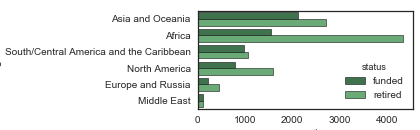 Asia and Oceania
Africa
South/Central America and the Caribbean
North America
Europe and Russia
Middle East
status
funded
retired
0 1000 2000 3000 4000